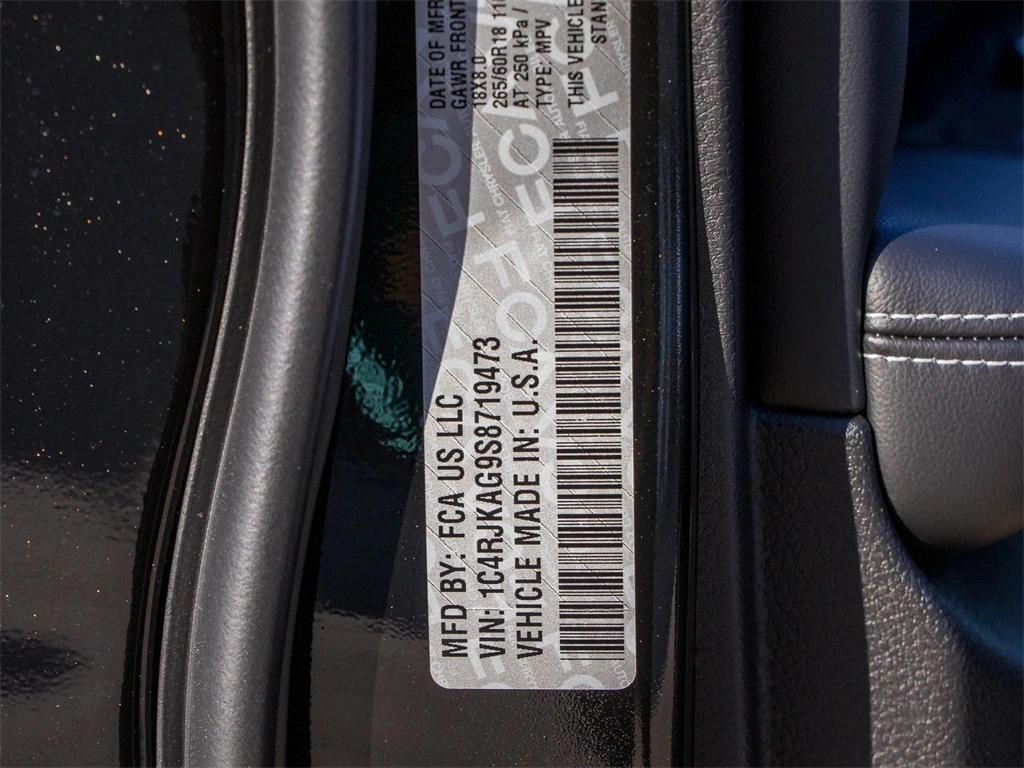 MFD BY: FCA US LLC
VIN: 1C4RJKAG9S8719473
VEHICLE MADE IN: U.S.A.
DATE OF MFR
GAWR FRONT
18X8.0
265/60R18
AT 250 kPa /
TYPE: MPV
THIS VEHICLE
STAN